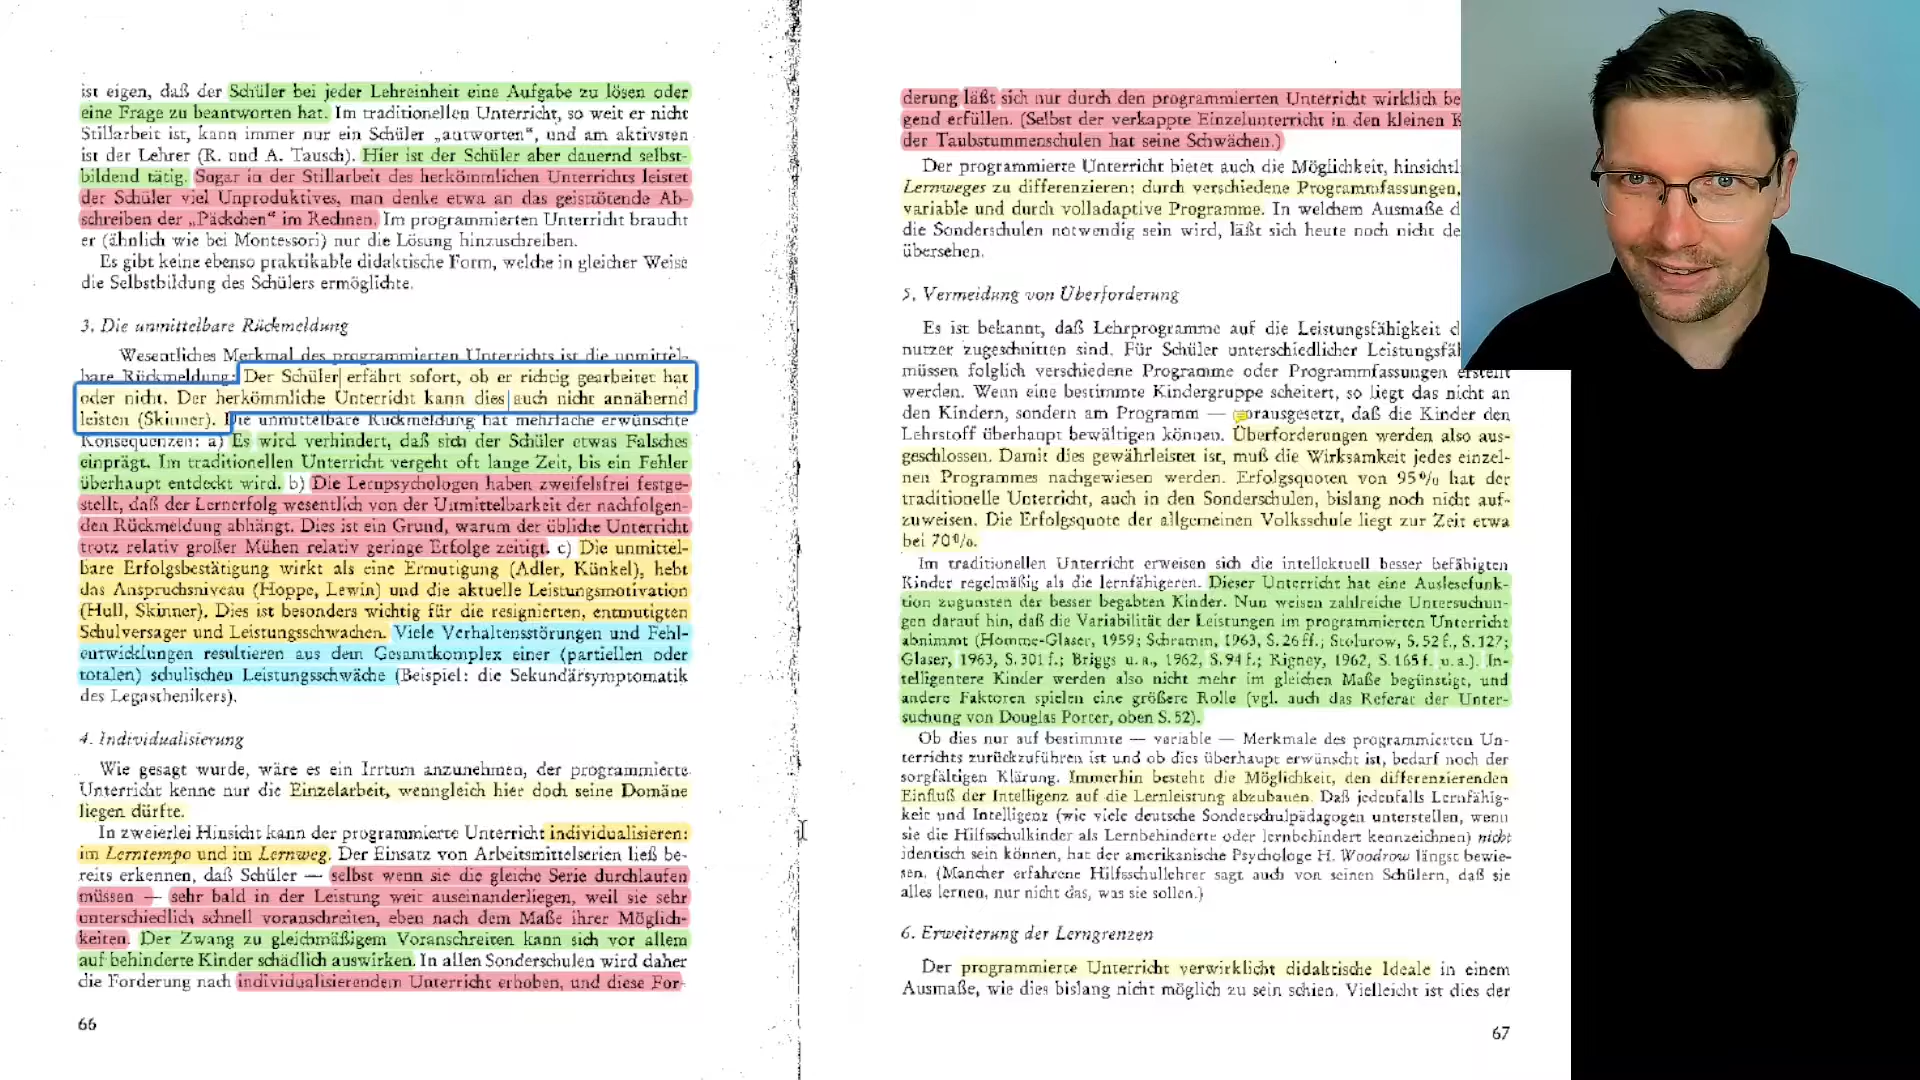 ist eigen, daß der Schüler bei jeder Lehreinheit eine Aufgabe zu lösen oder
eine Frage zu beantworten hat. Im traditionellen Unterricht, so weit er nicht
Stillarbeit ist, kann immer nur ein Schüler „antworten“, und am aktivsten
ist der Lehrer (R. und A. Tausch). Hier ist der Schüler aber dauernd selbst-
bildend tätig. Sogar in der Stillarbeit des herkömmlichen Unterrichts leistet
der Schüler viel Unproduktives, man denke etwa an das geisttötende Ab-
schreiben der „Päckchen“ im Rechnen. Im programmierten Unterricht braucht
er (ähnlich wie bei Montessori) nur die Lösung hinzuschreiben.
Es gibt keine ebenso praktikable didaktische Form, welche in gleicher Weise
die Selbstbildung des Schülers ermöglichte.
3. Die unmittelbare Rückmeldung
Wesentliches Merkmal des programmierten Unterrichts ist die unmittel-
bare Rückmeldung: Der Schüler erfährt sofort, ob er richtig gearbeitet hat
oder nicht. Der herkömmliche Unterricht kann dies auch nicht annähernd
leisten (Skinner). Die unmittelbare Rückmeldung hat mehrfache erwünschte
Konsequenzen: a) Es wird verhindert, daß sich der Schüler etwas Falsches
einprägt. Im traditionellen Unterricht vergeht oft lange Zeit, bis ein Fehler
überhaupt entdeckt wird. b) Die Lernpsychologen haben zweifelsfrei festge-
stellt, daß der Lernerfolg wesentlich von der Unmittelbarkeit der nachfolgen-
den Rückmeldung abhängt. Dies ist ein Grund, warum der übliche Unterricht
trotz relativ großer Mühen relativ geringe Erfolge zeitigt. c) Die unmittel-
bare Erfolgsbestätigung wirkt als eine Ermutigung (Adler, Künkel), hebt
das Anspruchsniveau (Hoppe, Lewin) und die aktuelle Leistungsmotivation
(Hull, Skinner). Dies ist besonders wichtig für die resignierten, entmutigten
Schulversager und Leistungsschwachen. Viele Verhaltensstörungen und Fehl-
entwicklungen resultieren aus dem Gesamtkomplex einer (partiellen oder
totalen) schulischen Leistungsschwäche (Beispiel: die Sekundärsymptomatik
des Legasthenikers).
4. Individualisierung
Wie gesagt wurde, wäre es ein Irrtum anzunehmen, der programmierte
Unterricht kenne nur die Einzelarbeit, wenngleich hier doch seine Domäne
liegen dürfte.
In zweierlei Hinsicht kann der programmierte Unterricht individualisieren:
im Lerntempo und im Lernweg. Der Einsatz von Arbeitsmittelserien ließ be-
reits erkennen, daß Schüler — selbst wenn sie die gleiche Serie durchlaufen
müssen — sehr bald in der Leistung weit auseinanderliegen, weil sie sehr
unterschiedlich schnell voranschreiten, eben nach dem Maße ihrer Möglich-
keiten. Der Zwang zu gleichmäßigem Voranschreiten kann sich vor allem
auf behinderte Kinder schädlich auswirken. In allen Sonderschulen wird daher
die Forderung nach individualisierendem Unterricht erhoben, und diese For-
66
derung läßt sich nur durch den programmierten Unterricht wirklich be
gend erfüllen. (Selbst der verkappte Einzelunterricht in den kleinen K
der Taubstummenschulen hat seine Schwächen.)
Der programmierte Unterricht bietet auch die Möglichkeit, hinsichtl
Lernweges zu differenzieren: durch verschiedene Programmfassungen,
variable und durch volladaptive Programme. In welchem Ausmaße d
die Sonderschulen notwendig sein wird, läßt sich heute noch nicht de
übersehen.
5. Vermeidung von Überforderung
Es ist bekannt, daß Lehrprogramme auf die Leistungsfähigkeit d
nutzer zugeschnitten sind. Für Schüler unterschiedlicher Leistungsfäl
müssen folglich verschiedene Programme oder Programmfassungen erstellt
werden. Wenn eine bestimmte Kindergruppe scheitert, so liegt das nicht an
den Kindern, sondern am Programm — vorausgesetzt, daß die Kinder den
Lehrstoff überhaupt bewältigen können. Überforderungen werden also aus-
geschlossen. Damit dies gewährleistet ist, muß die Wirksamkeit jedes einzel-
nen Programmes nachgewiesen werden. Erfolgsquoten von 95% hat der
traditionelle Unterricht, auch in den Sonderschulen, bislang noch nicht auf-
zuweisen. Die Erfolgsquote der allgemeinen Volksschule liegt zur Zeit etwa
bei 70%.
Im traditionellen Unterricht erweisen sich die intellektuell besser befähigten
Kinder regelmäßig als die lernfähigeren. Dieser Unterricht hat eine Auslesefunk-
tion zugunsten der besser begabten Kinder. Nun weisen zahlreiche Untersuchun-
gen darauf hin, daß die Variabilität der Leistungen im programmierten Unterricht
abnimmt (Homme-Glaser, 1959; Schramm, 1963, S. 26 ff.; Stolurow, S. 52 f., S. 127;
Glaser, 1963, S. 301 f.; Briggs u. a., 1962, S. 94 f.; Rigney, 1962, S. 165 f. u. a.). In-
telligentere Kinder werden also nicht mehr im gleichen Maße begünstigt, und
andere Faktoren spielen eine größere Rolle (vgl. auch das Referat der Unter-
suchung von Douglas Porter, oben S. 52).
Ob dies nur auf bestimmte — variable — Merkmale des programmierten Un-
terrichts zurückzuführen ist und ob dies überhaupt erwünscht ist, bedarf noch der
sorgfältigen Klärung. Immerhin besteht die Möglichkeit, den differenzierenden
Einfluß der Intelligenz auf die Lernleistung abzubauen. Daß jedenfalls Lernfähig-
keit und Intelligenz (wie viele deutsche Sonderschulpädagogen unterstellen, wenn
sie die Hilfsschulkinder als Lernbehinderte oder lernbehindert kennzeichnen) nicht
identisch sein können, hat der amerikanische Psychologe H. Woodrow längst bewie-
sen. (Mancher erfahrene Hilfsschullehrer sagt auch von seinen Schülern, daß sie
alles lernen, nur nicht das, was sie sollen.)
6. Erweiterung der Lerngrenzen
Der programmierte Unterricht verwirklicht didaktische Ideale in einem
Ausmaße, wie dies bislang nicht möglich zu sein schien. Vielleicht ist dies der
67